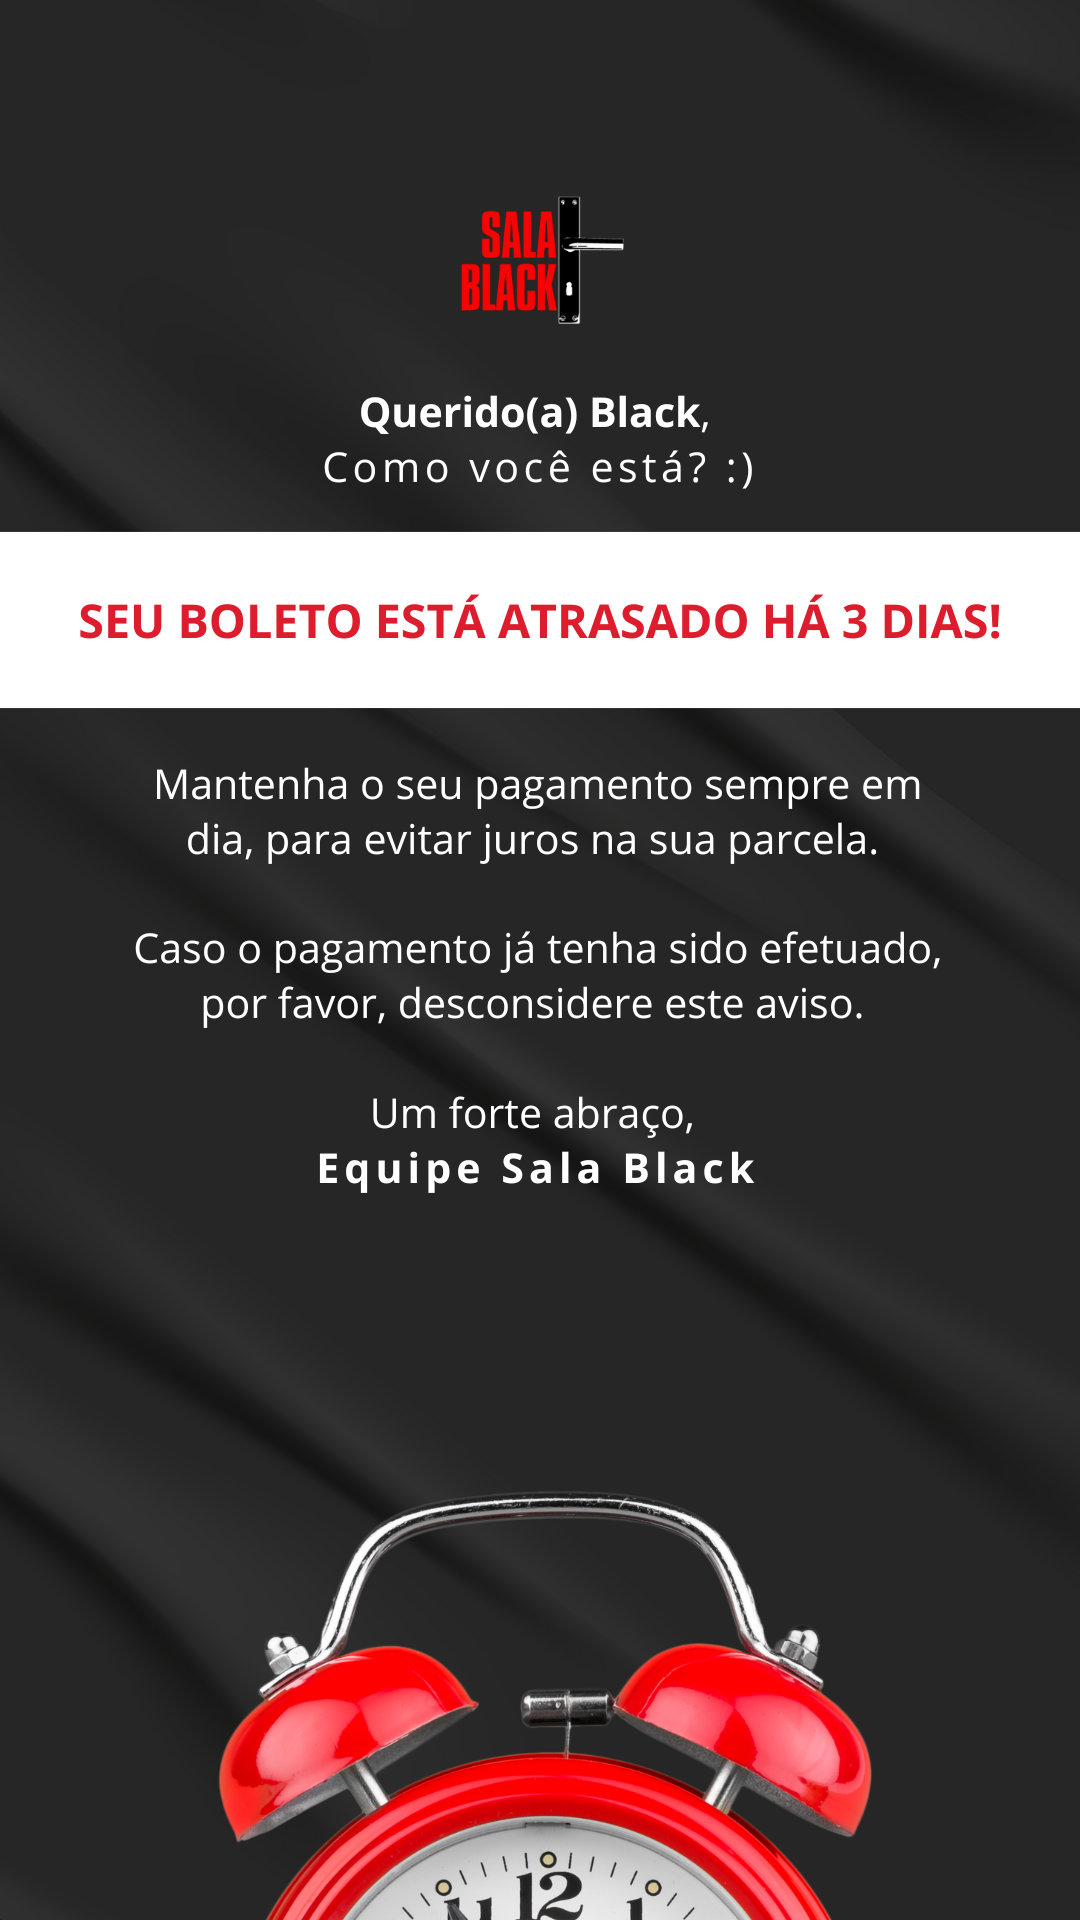 SALA
BLACK
Querido(a) Black,
Como você está? :)
SEU BOLETO ESTÁ ATRASADO HÁ 3 DIAS!
Mantenha o seu pagamento sempre em
dia, para evitar juros na sua parcela.
Caso o pagamento já tenha sido efetuado,
por favor, desconsidere este aviso.
Um forte abraço,
Equipe Sala Black
12